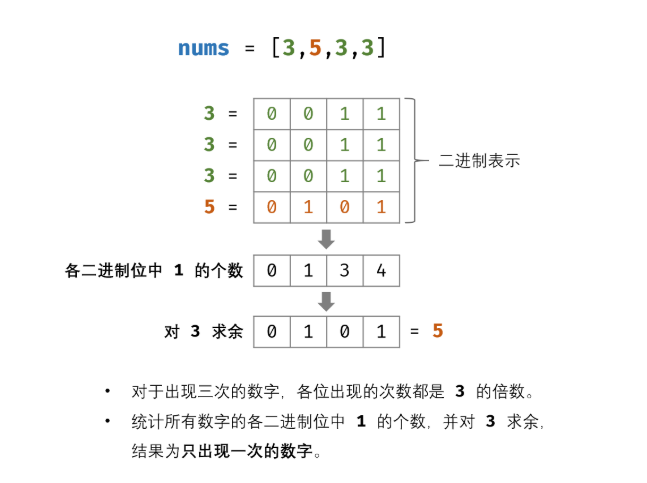 nums = [3,5,3,3]
3 = 0 0 1 1
3 = 0 0 1 1
3 = 0 0 1 1
5 = 0 1 0 1
二进制表示
各二进制位中 1 的个数 0 1 3 4
对 3 求余 0 1 0 1 = 5
• 对于出现三次的数字，各位出现的次数都是 3 的倍数。
• 统计所有数字的各二进制位中 1 的个数，并对 3 求余，
结果为只出现一次的数字。